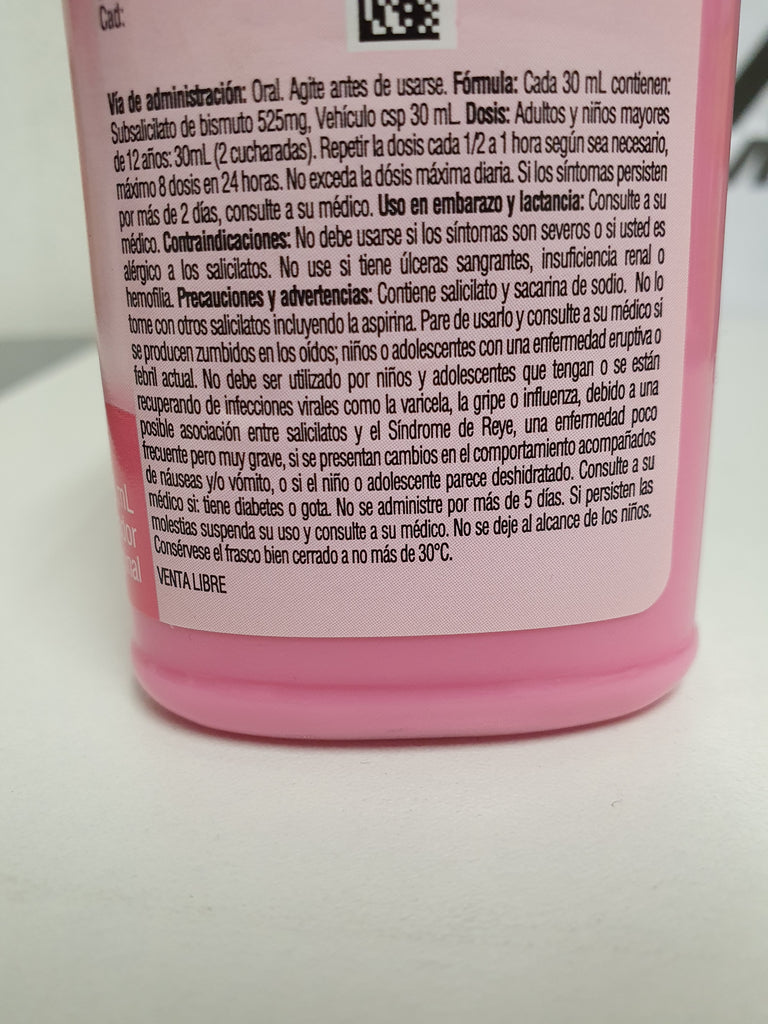 Cad:
Vía de administración: Oral. Agite antes de usarse. Fórmula: Cada 30 mL contienen:
Subsalicilato de bismuto 525mg, Vehículo csp 30 mL. Dosis: Adultos y niños mayores
de 12 años: 30mL (2 cucharadas). Repetir la dosis cada 1/2 a 1 hora según sea necesario,
máximo 8 dosis en 24 horas. No exceda la dósis máxima diaria. Si los síntomas persisten
por más de 2 días, consulte a su médico. Uso en embarazo y lactancia: Consulte a su
médico. Contraindicaciones: No debe usarse si los síntomas son severos o si usted es
alérgico a los salicilatos. No use si tiene úlceras sangrantes, insuficiencia renal o
hemofilia. Precauciones y advertencias: Contiene salicilato y sacarina de sodio. No lo
tome con otros salicilatos incluyendo la aspirina. Pare de usarlo y consulte a su médico si
se producen zumbidos en los oídos; niños o adolescentes con una enfermedad eruptiva o
febril actual. No debe ser utilizado por niños y adolescentes que tengan o se están
recuperando de infecciones virales como la varicela, la gripe o influenza, debido a una
posible asociación entre salicilatos y el Síndrome de Reye, una enfermedad poco
frecuente pero muy grave, si se presentan cambios en el comportamiento acompañados
de náuseas y/o vómito, o si el niño o adolescente parece deshidratado. Consulte a su
médico si: tiene diabetes o gota. No se administre por más de 5 días. Si persisten las
molestias suspenda su uso y consulte a su médico. No se deje al alcance de los niños.
Consérvese el frasco bien cerrado a no más de 30°C.
VENTA LIBRE
mL